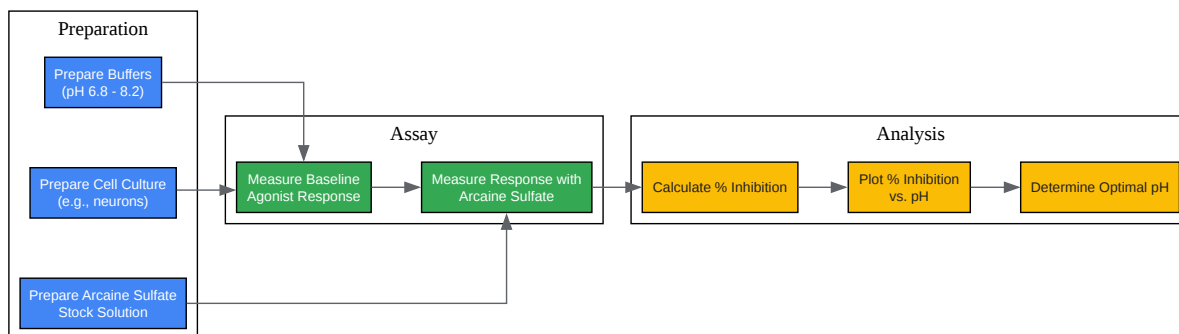 Preparation
Prepare Buffers
(pH 6.8 - 8.2)
Prepare Cell Culture
(e.g., neurons)
Prepare Arcaine Sulfate
Stock Solution
Assay
Measure Baseline
Agonist Response
Measure Response with
Arcaine Sulfate
Analysis
Calculate % Inhibition
Plot % Inhibition
vs. pH
Determine Optimal pH